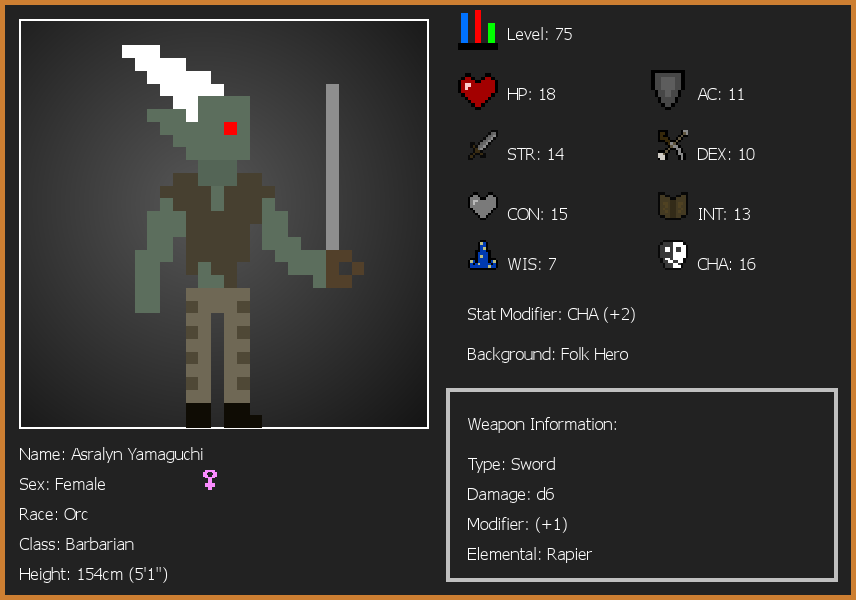 Level: 75
HP: 18
AC: 11
STR: 14
DEX: 10
CON: 15
INT: 13
WIS: 7
CHA: 16
Stat Modifier: CHA (+2)
Background: Folk Hero
Weapon Information:
Type: Sword
Damage: d6
Modifier: (+1)
Elemental: Rapier
Name: Asralyn Yamaguchi
Sex: Female
Race: Orc
Class: Barbarian
Height: 154cm (5'1")